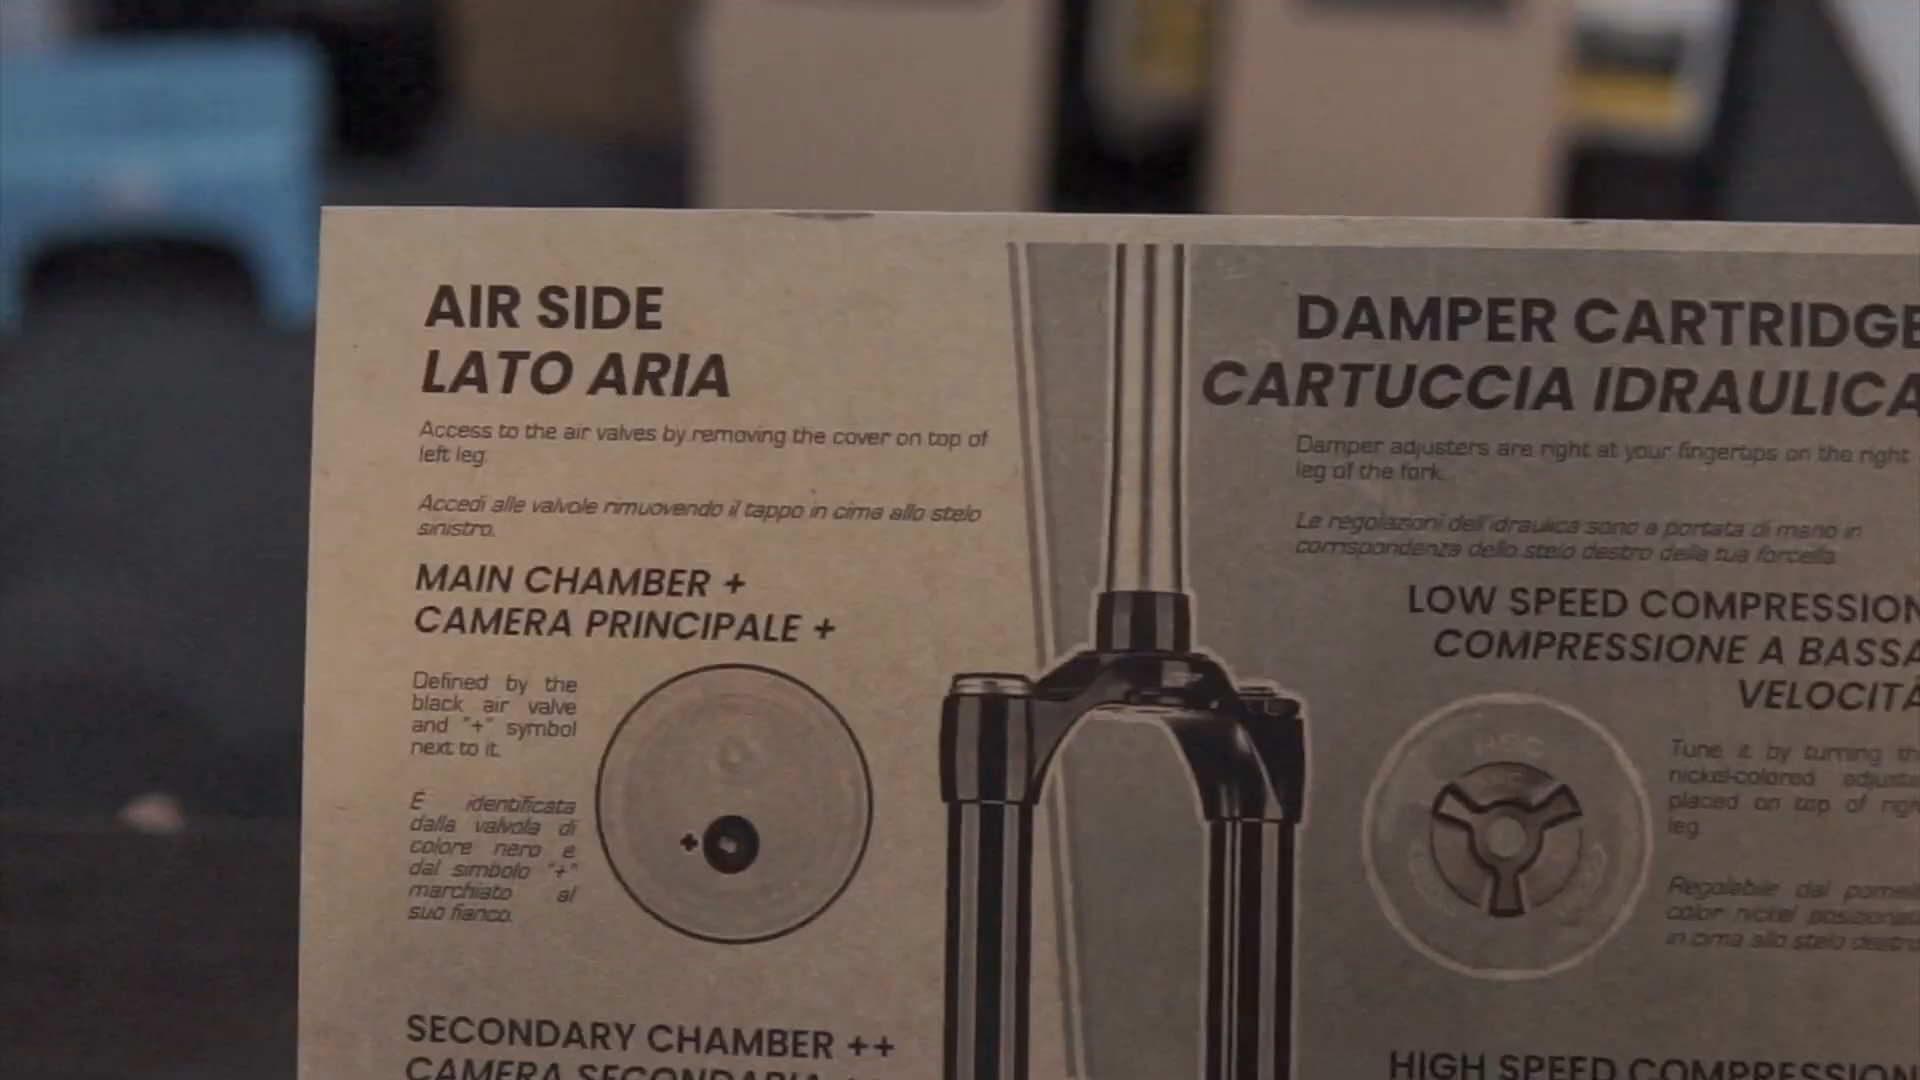 AIR SIDE
LATO ARIA
Access to the air valves by removing the cover on top of
left leg.
Accedi alle valvole rimuovendo il tappo in cima allo stelo
sinistro.
MAIN CHAMBER +
CAMERA PRINCIPALE +
Defined by the
black air valve
and "+" symbol
next to it.
È identificata
dalla valvola di
colore nero e
dal simbolo "+"
marchiato al
suo fianco.
+
SECONDARY CHAMBER ++
CAMERA SECONDARIA
DAMPER CARTRIDGE
CARTUCCIA IDRAULICA
Damper adjusters are right at your fingertips on the right
leg of the fork.
Le regolazioni dell'idraulica sono a portata di mano in
corrispondenza dello stelo destro della tua forcella.
LOW SPEED COMPRESSION
COMPRESSIONE A BASSA
VELOCITÀ
HSC
Tune it by turning
nickel-colored
placed on top of
leg.
Regolabile dal
color nickel
in cima allo stelo destro
HIGH SPEED COMPRESSION